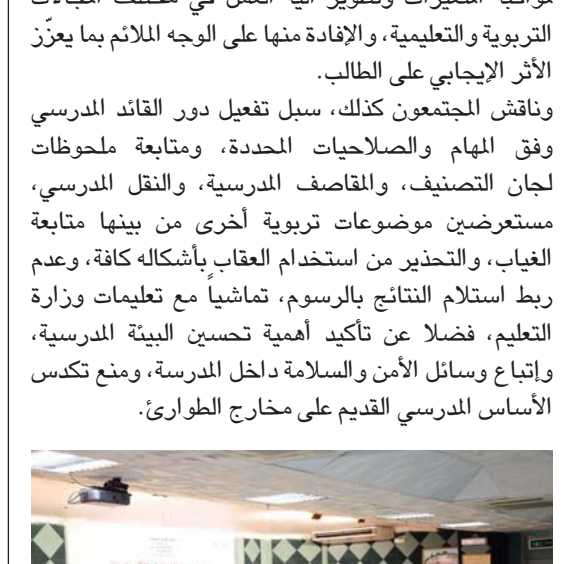 التربوية والتعليمية، والإفادة منها على الوجه الملائم بما يعزّز
الأثر الإيجابي على الطالب.
وناقش المجتمعون كذلك، سبل تفعيل دور القائد المدرسي
وفق المهام والصلاحيات المحددة، ومتابعة ملحوظات
لجان التصنيف، والمقاصف المدرسية، والنقل المدرسي،
مستعرضين موضوعات تربوية أخرى من بينها متابعة
الغياب، والتحذير من استخدام العقاب بأشكاله كافة، وعدم
ربط استلام النتائج بالرسوم، تماشياً مع تعليمات وزارة
التعليم، فضلا عن تأكيد أهمية تحسين البيئة المدرسية،
وإتباع وسائل الأمن والسلامة داخل المدرسة، ومنع تكدس
الأساس المدرسي القديم على مخارج الطوارئ.